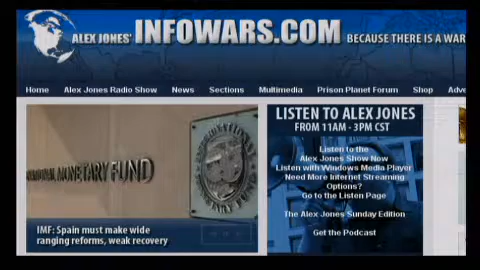 ALEX JONES' INFOWARS.COM BECAUSE THERE IS A WAR
Home Alex Jones Radio Show News Sections Multimedia Prison Planet Forum Shop Adve
MONETARY FUND
INTERNATIONAL
IMF: Spain must make wide
ranging reforms, weak recovery
LISTEN TO ALEX JONES
FROM 11AM - 3PM CST
Listen to the
Alex Jones Show Now
Listen with Windows Media Player
Need More Internet Streaming
Options?
Go to the Listen Page
The Alex Jones Sunday Edition
Get the Podcast